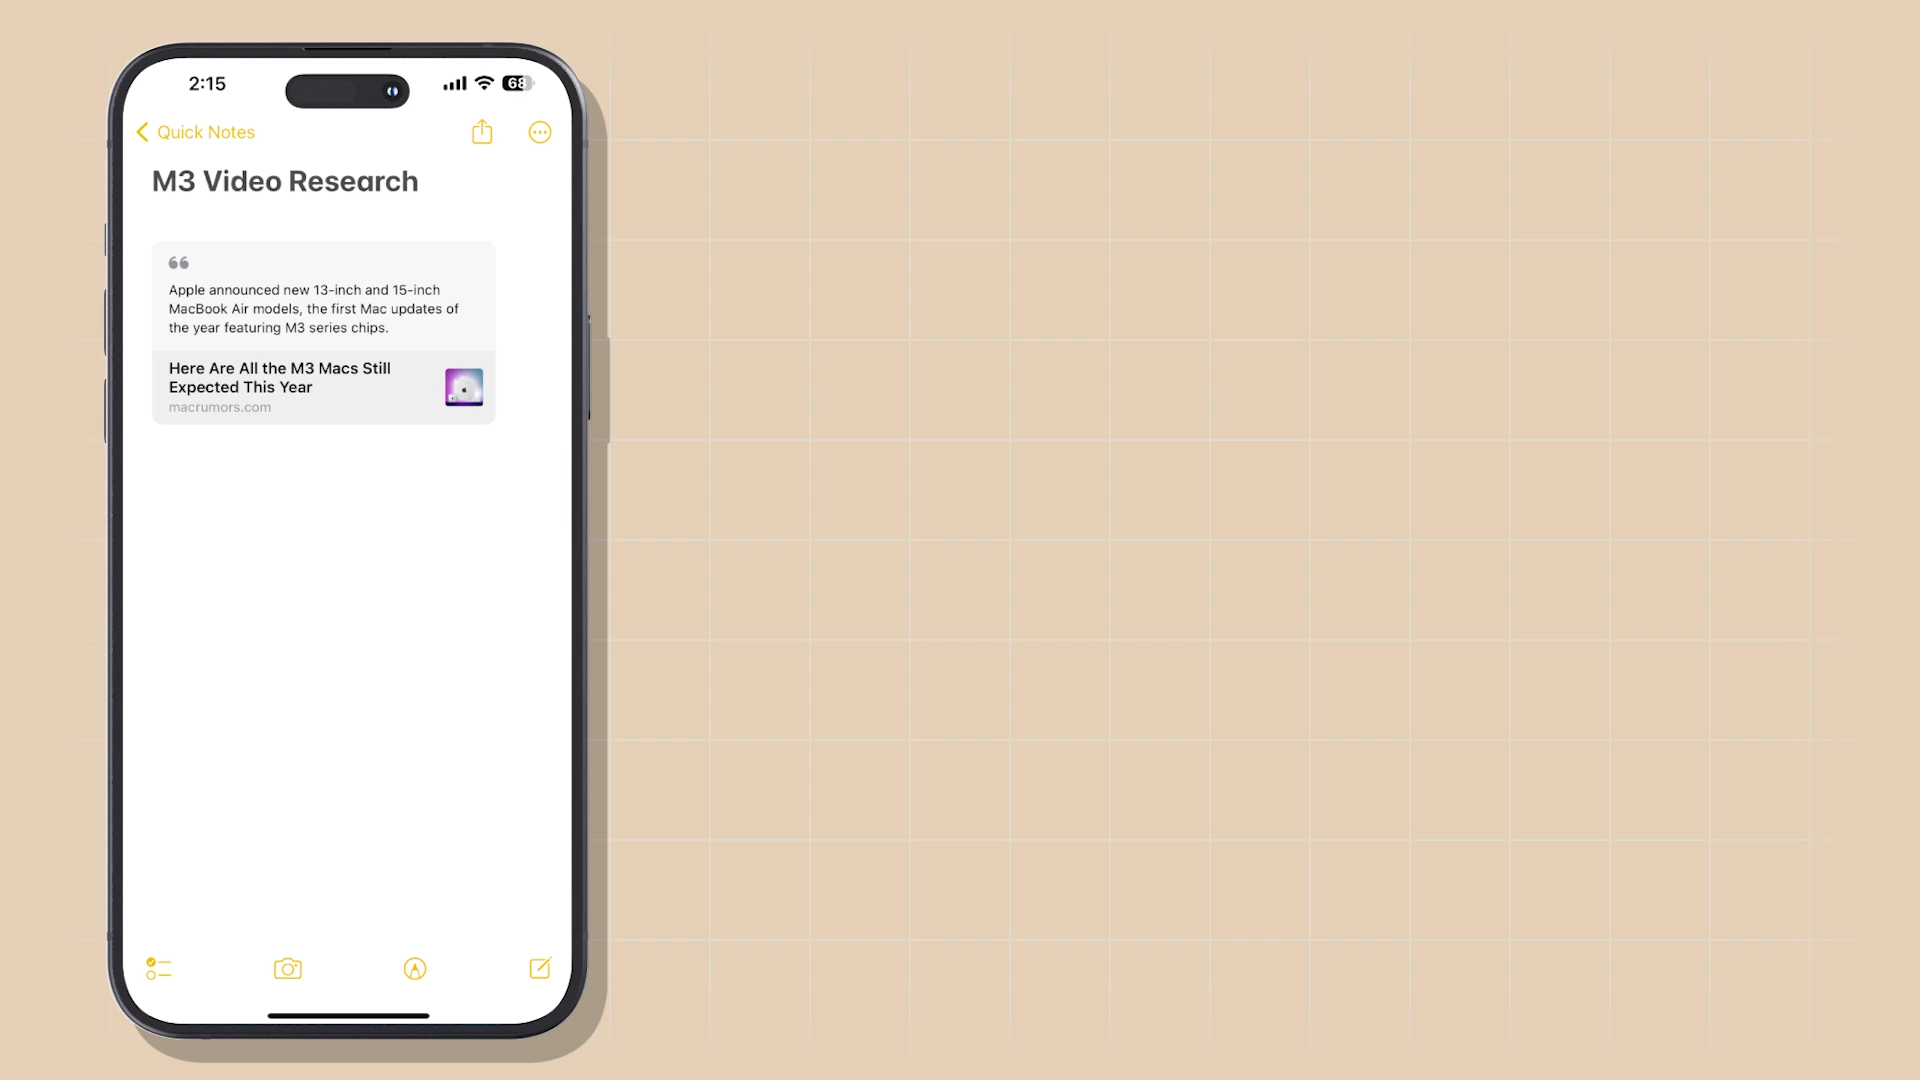 2:15
68
Quick Notes
M3 Video Research
Apple announced new 13-inch and 15-inch
MacBook Air models, the first Mac updates of
the year featuring M3 series chips.
Here Are All the M3 Macs Still
Expected This Year
macrumors.com